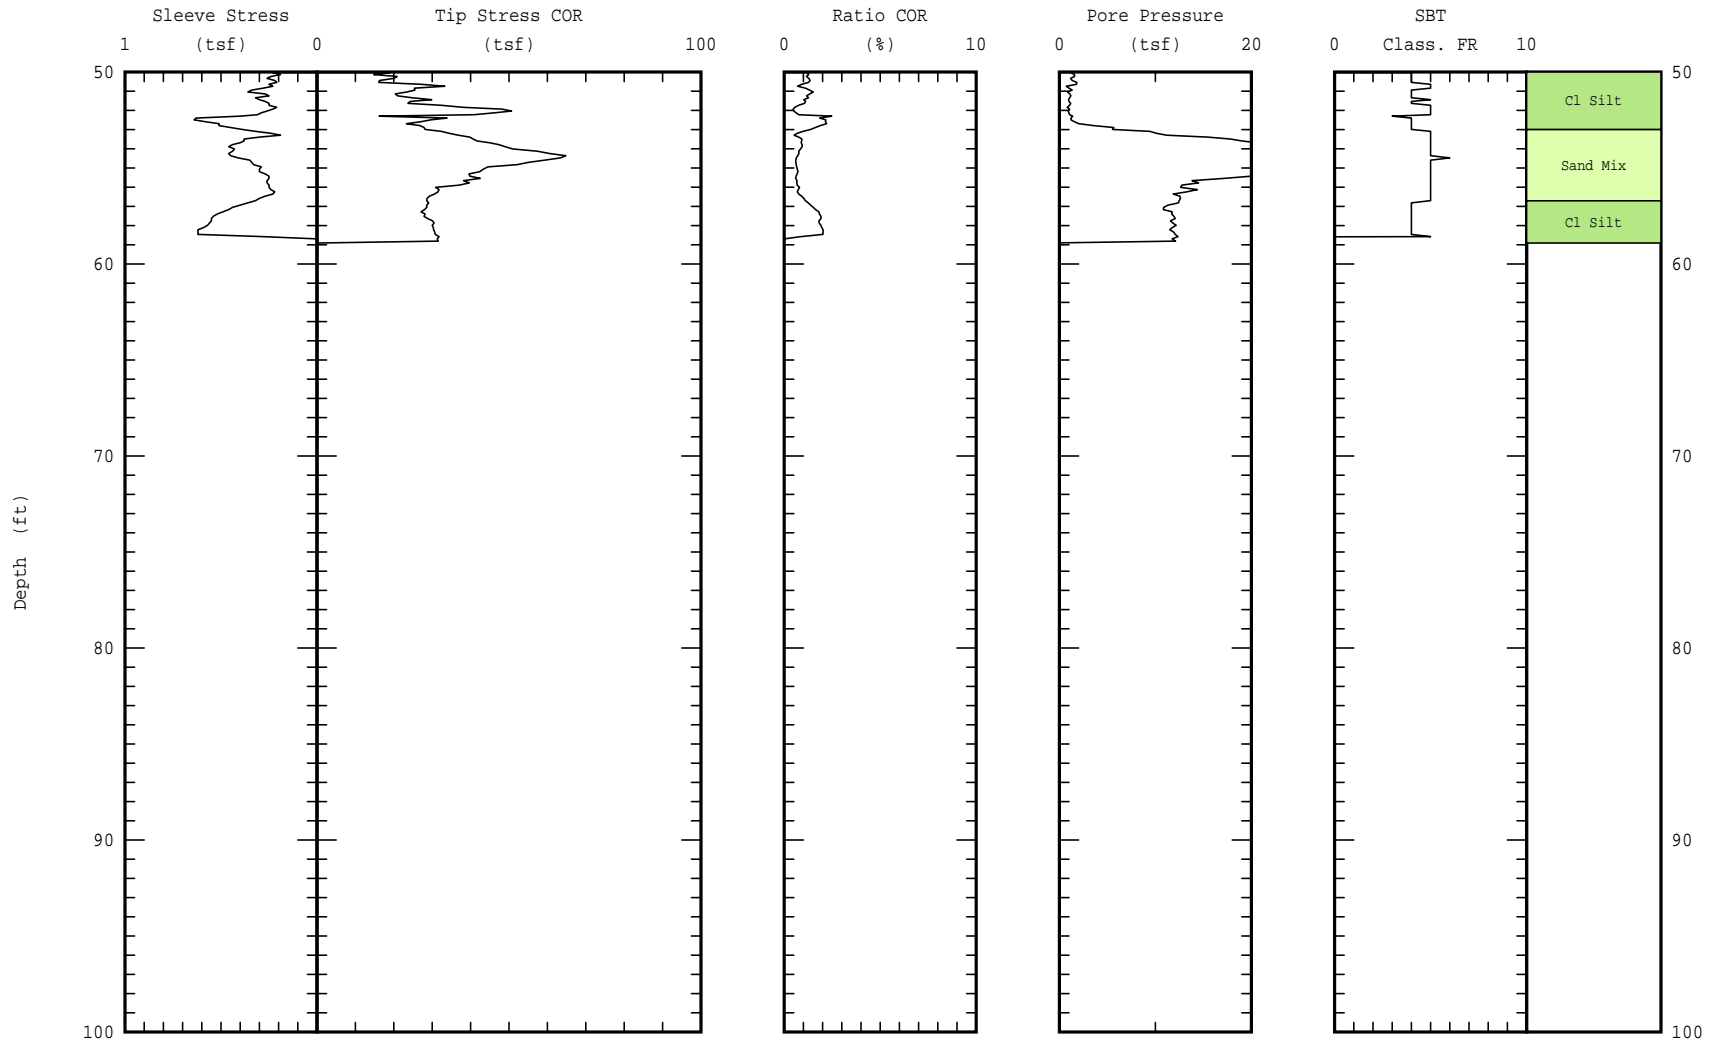 Sleeve Stress Tip Stress COR Ratio COR Pore Pressure SBT
1 (tsf) 0 (tsf) 100 0 (%) 10 0 (tsf) 20 0 Class. FR 10
50 50
Cl Silt
Sand Mix
Cl Silt
60 60
70 70
Depth (ft)
80 80
90 90
100 100